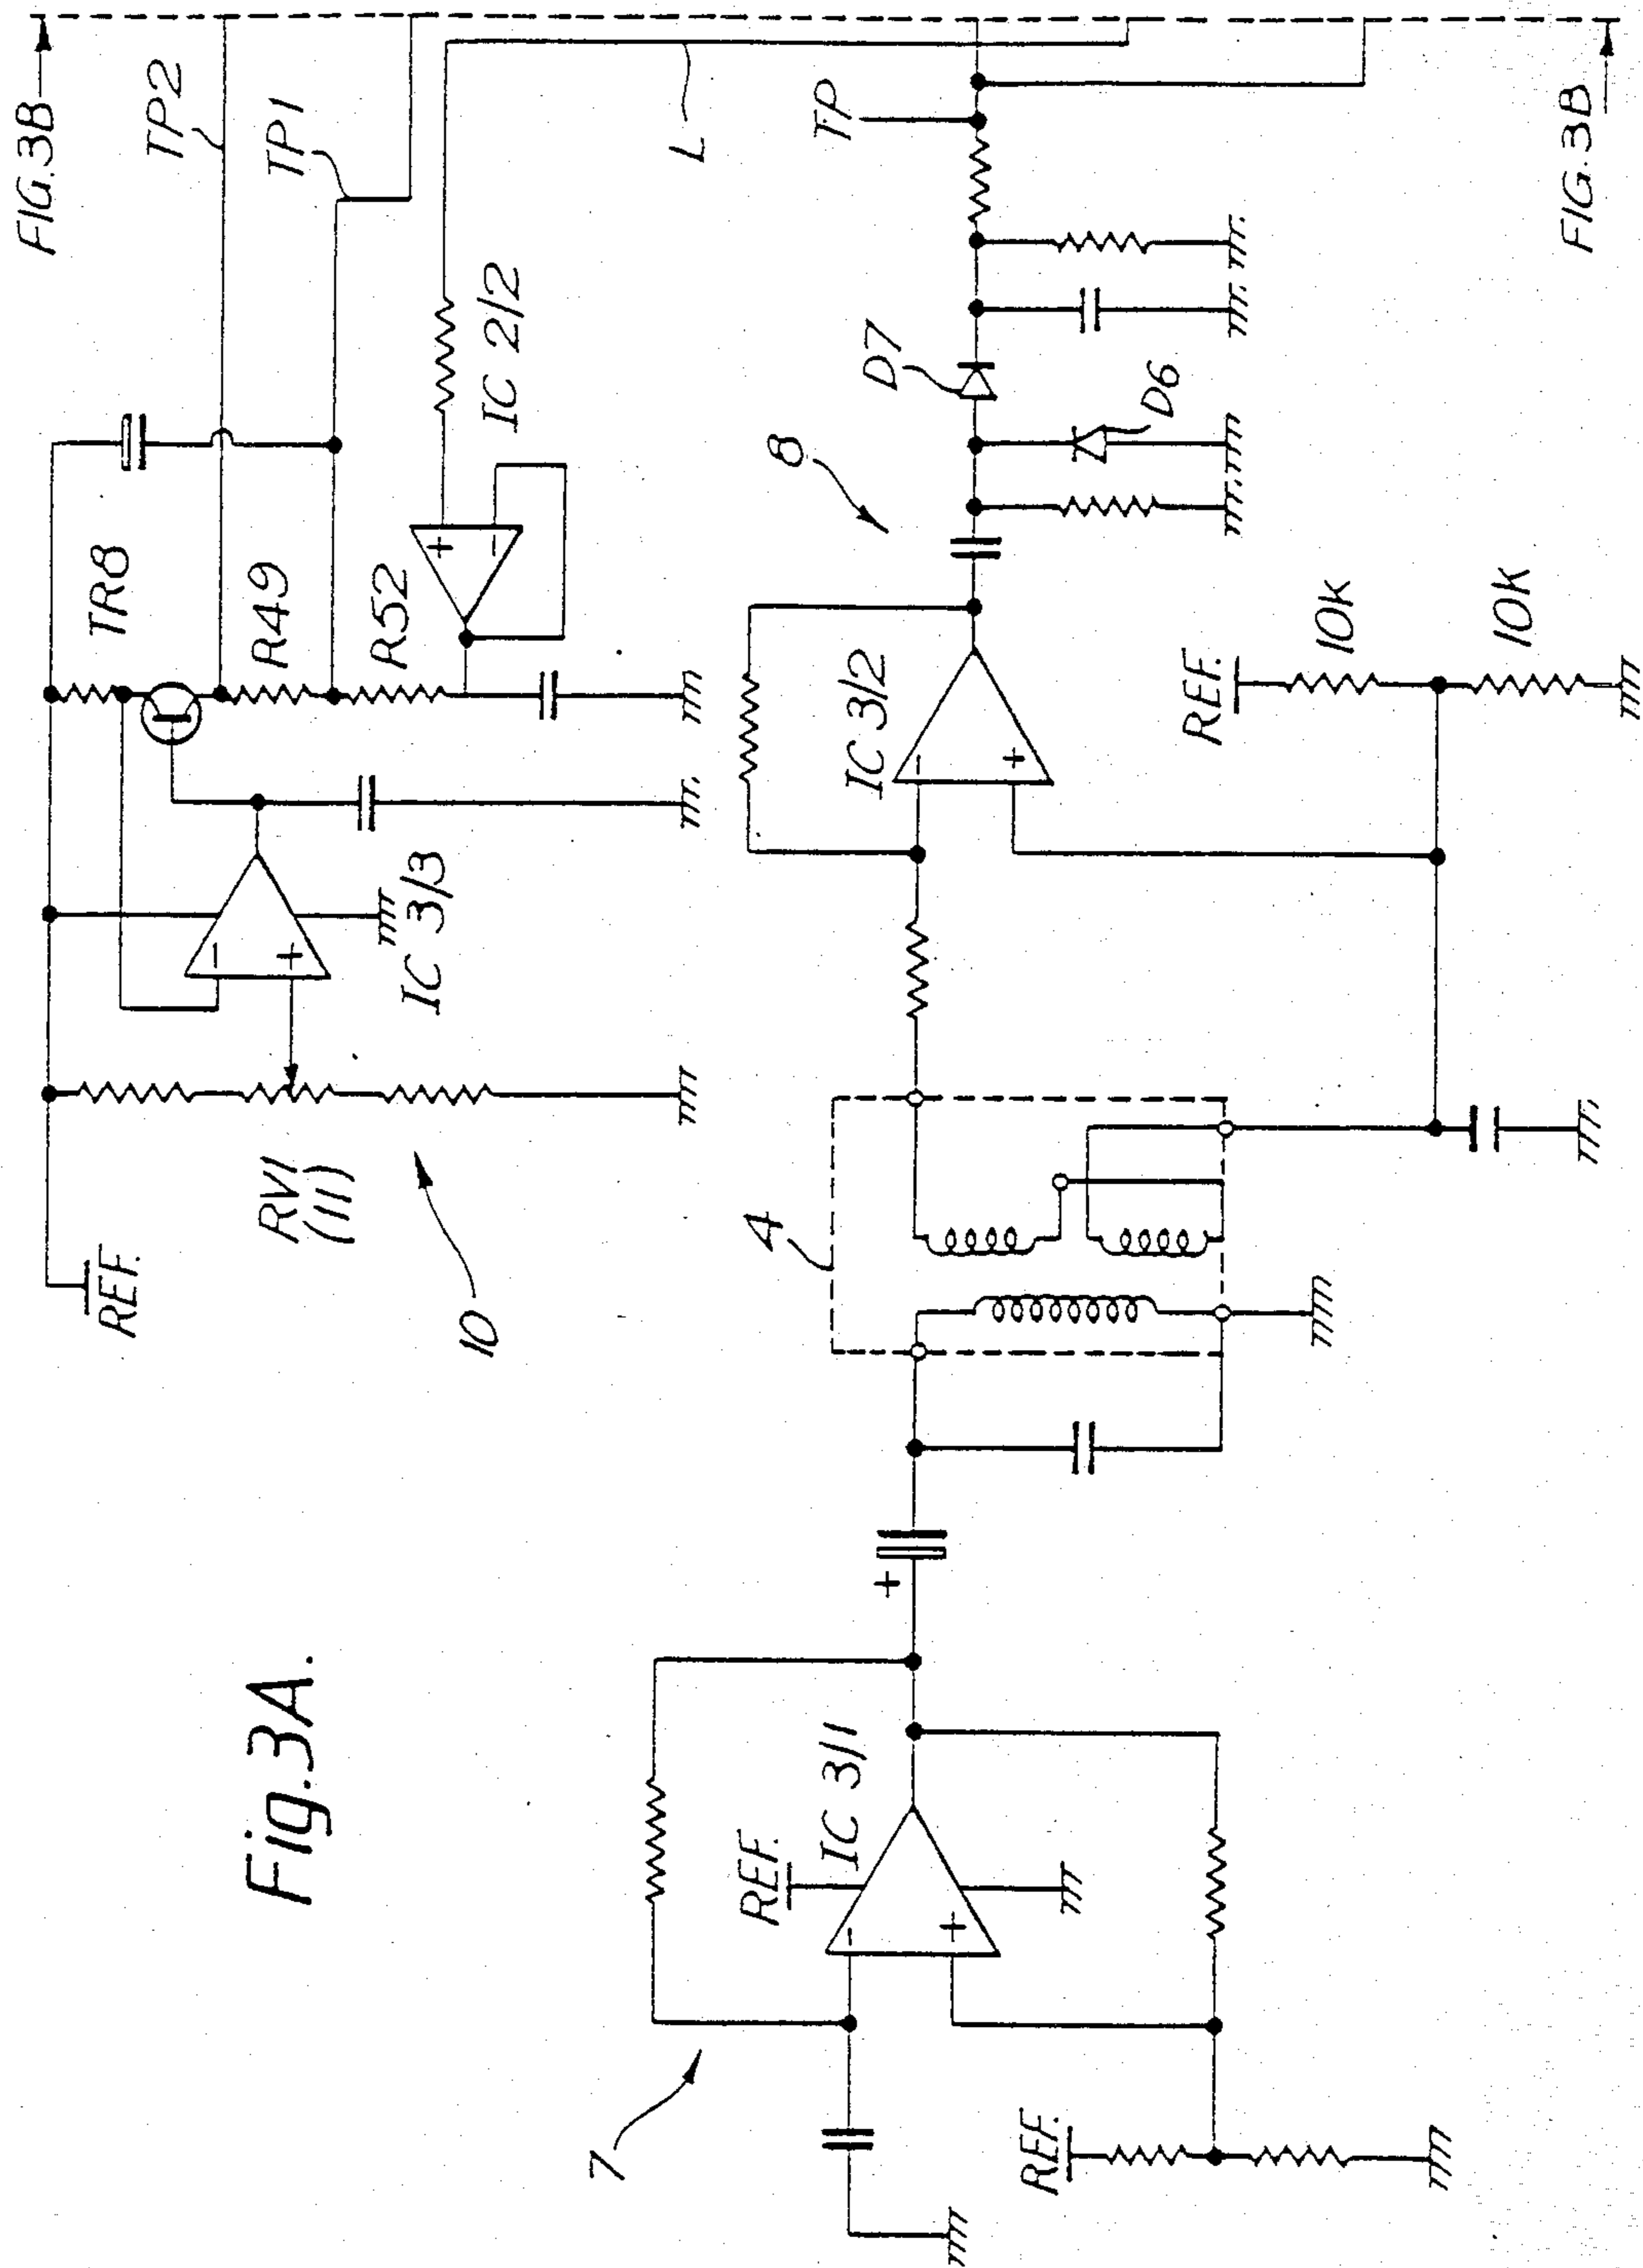 FIG. 3B
TP2
TP1
TR8
R49
R52
IC 2/2
L
IC 3/3
RV1
(11)
REF.
10
TP
D7
D6
8
IC 3/2
REF.
10K
10K
4
Fig. 3A.
+
IC 3/1
REF.
7
REF.
- +
- +
- +
+ -
FIG. 3B